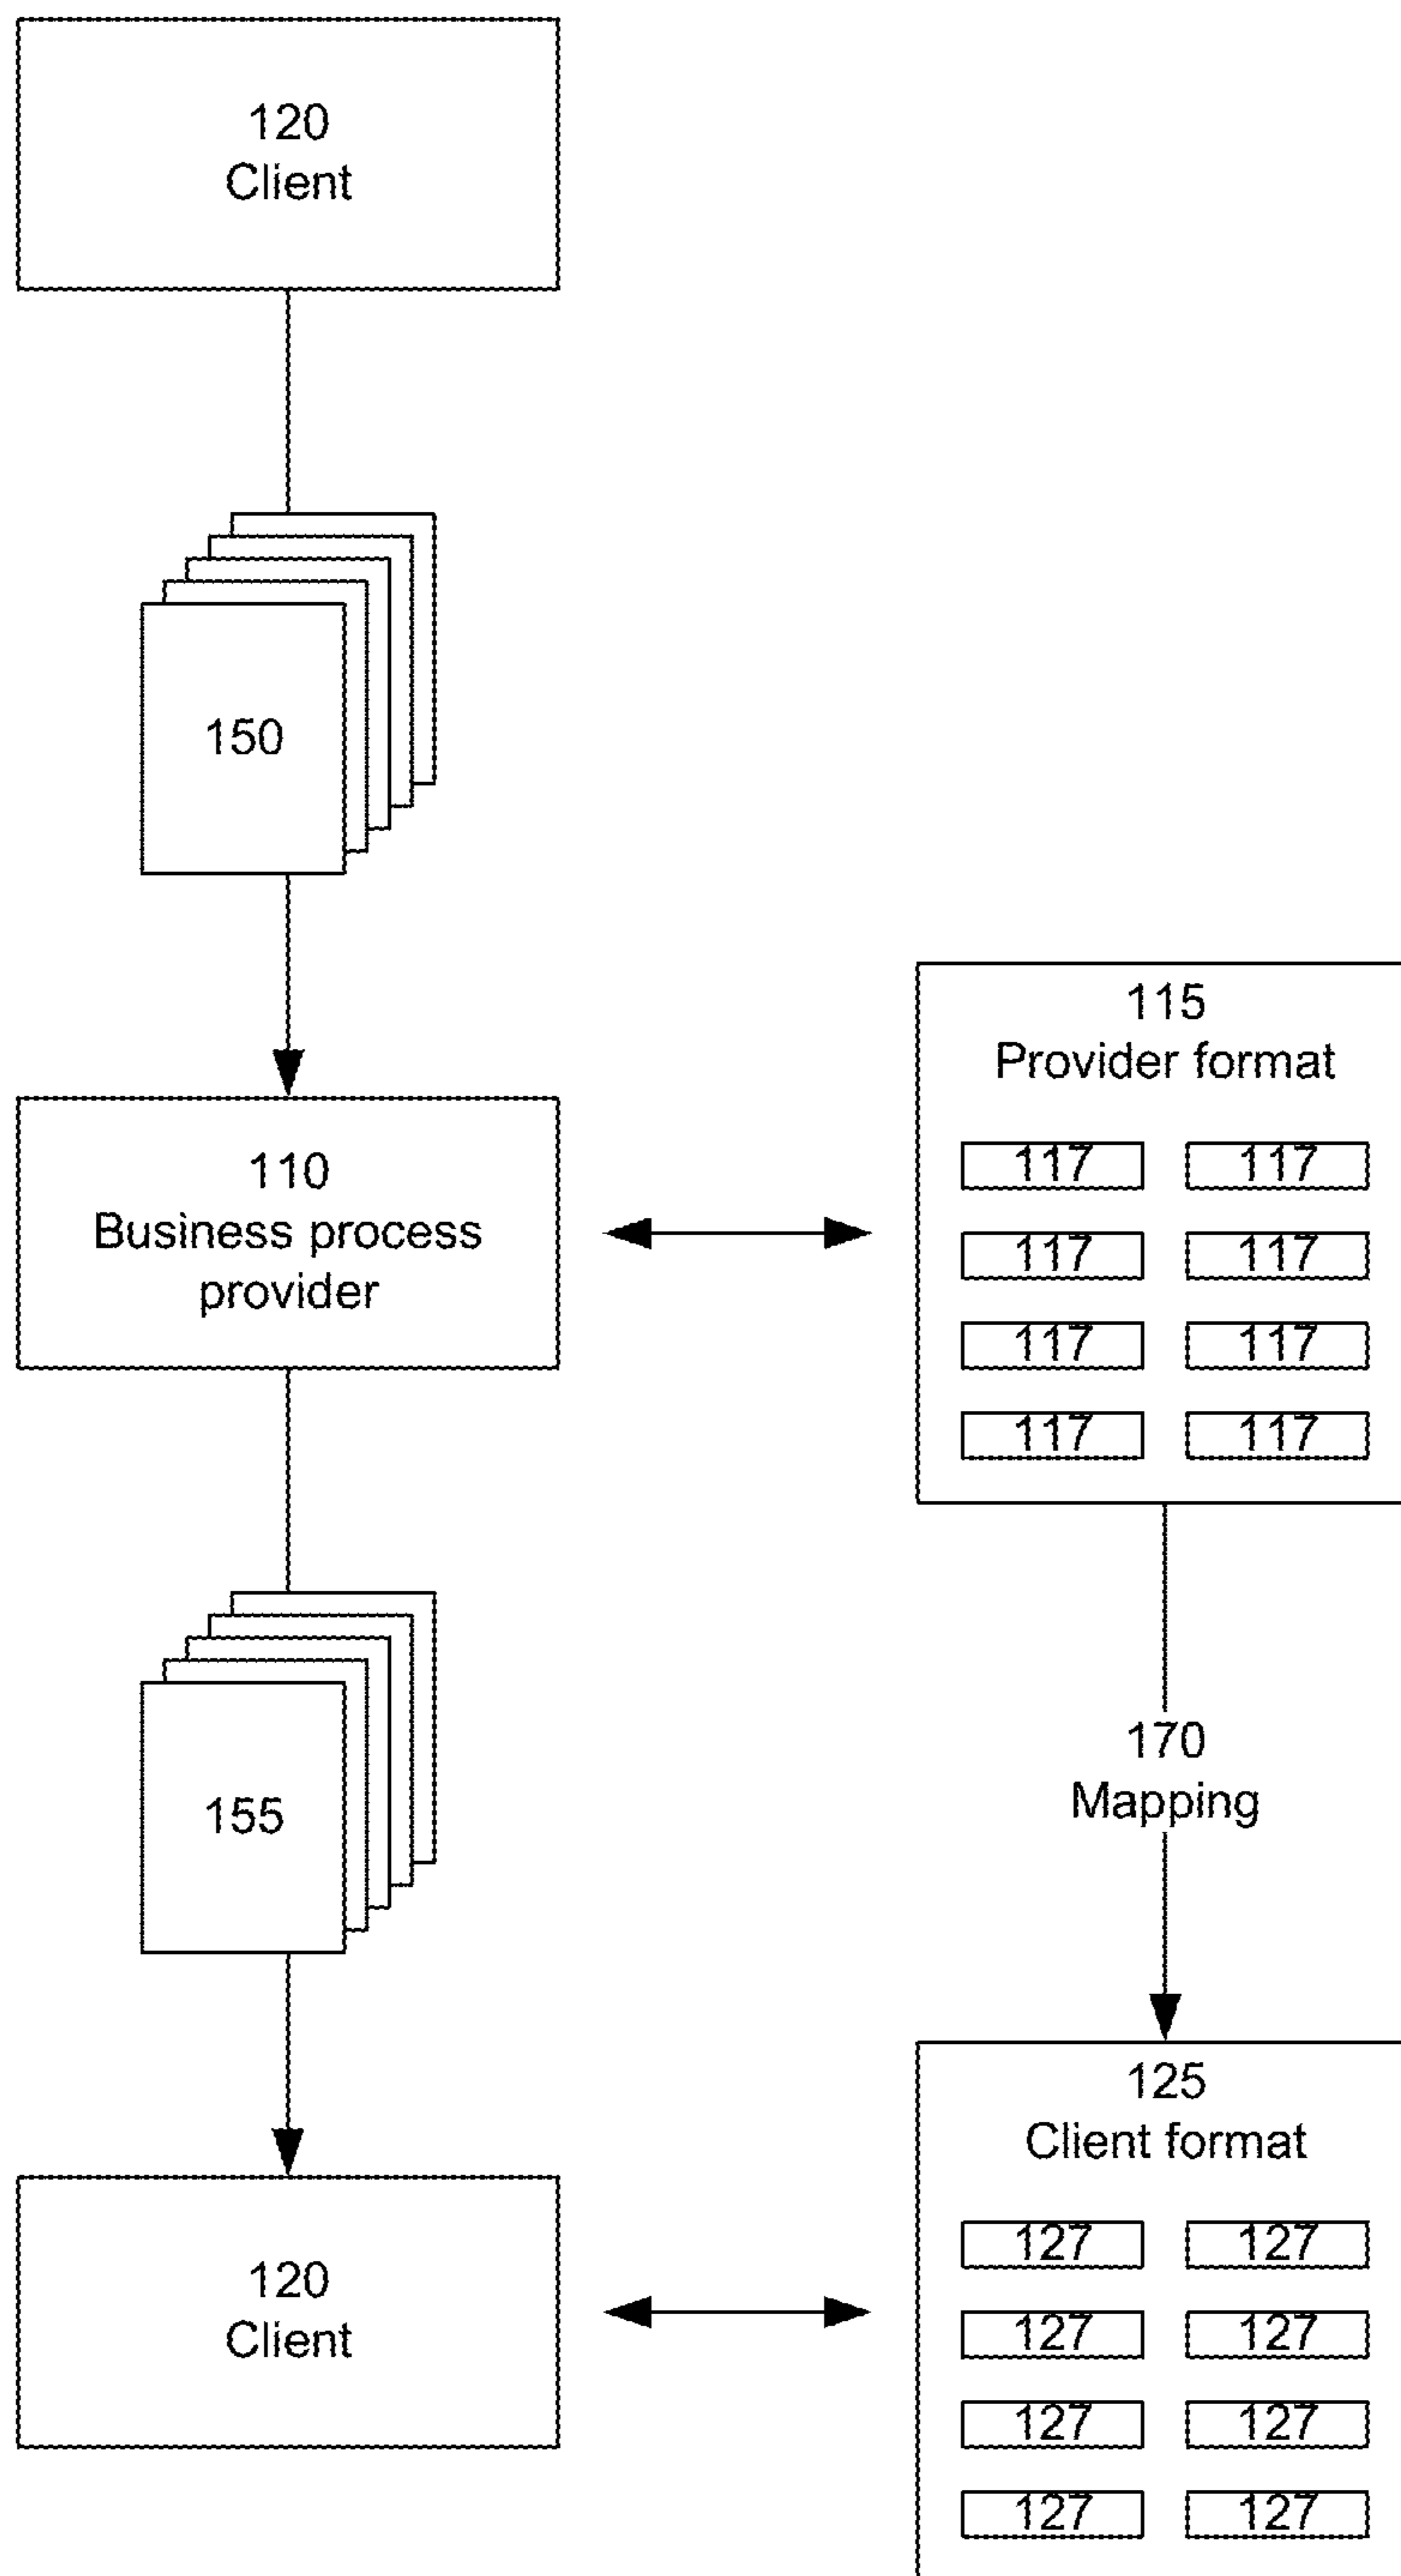 120
Client
150
110
Business process
provider
115
Provider format
117 117
117 117
117 117
117 117
155
170
Mapping
120
Client
125
Client format
127 127
127 127
127 127
127 127